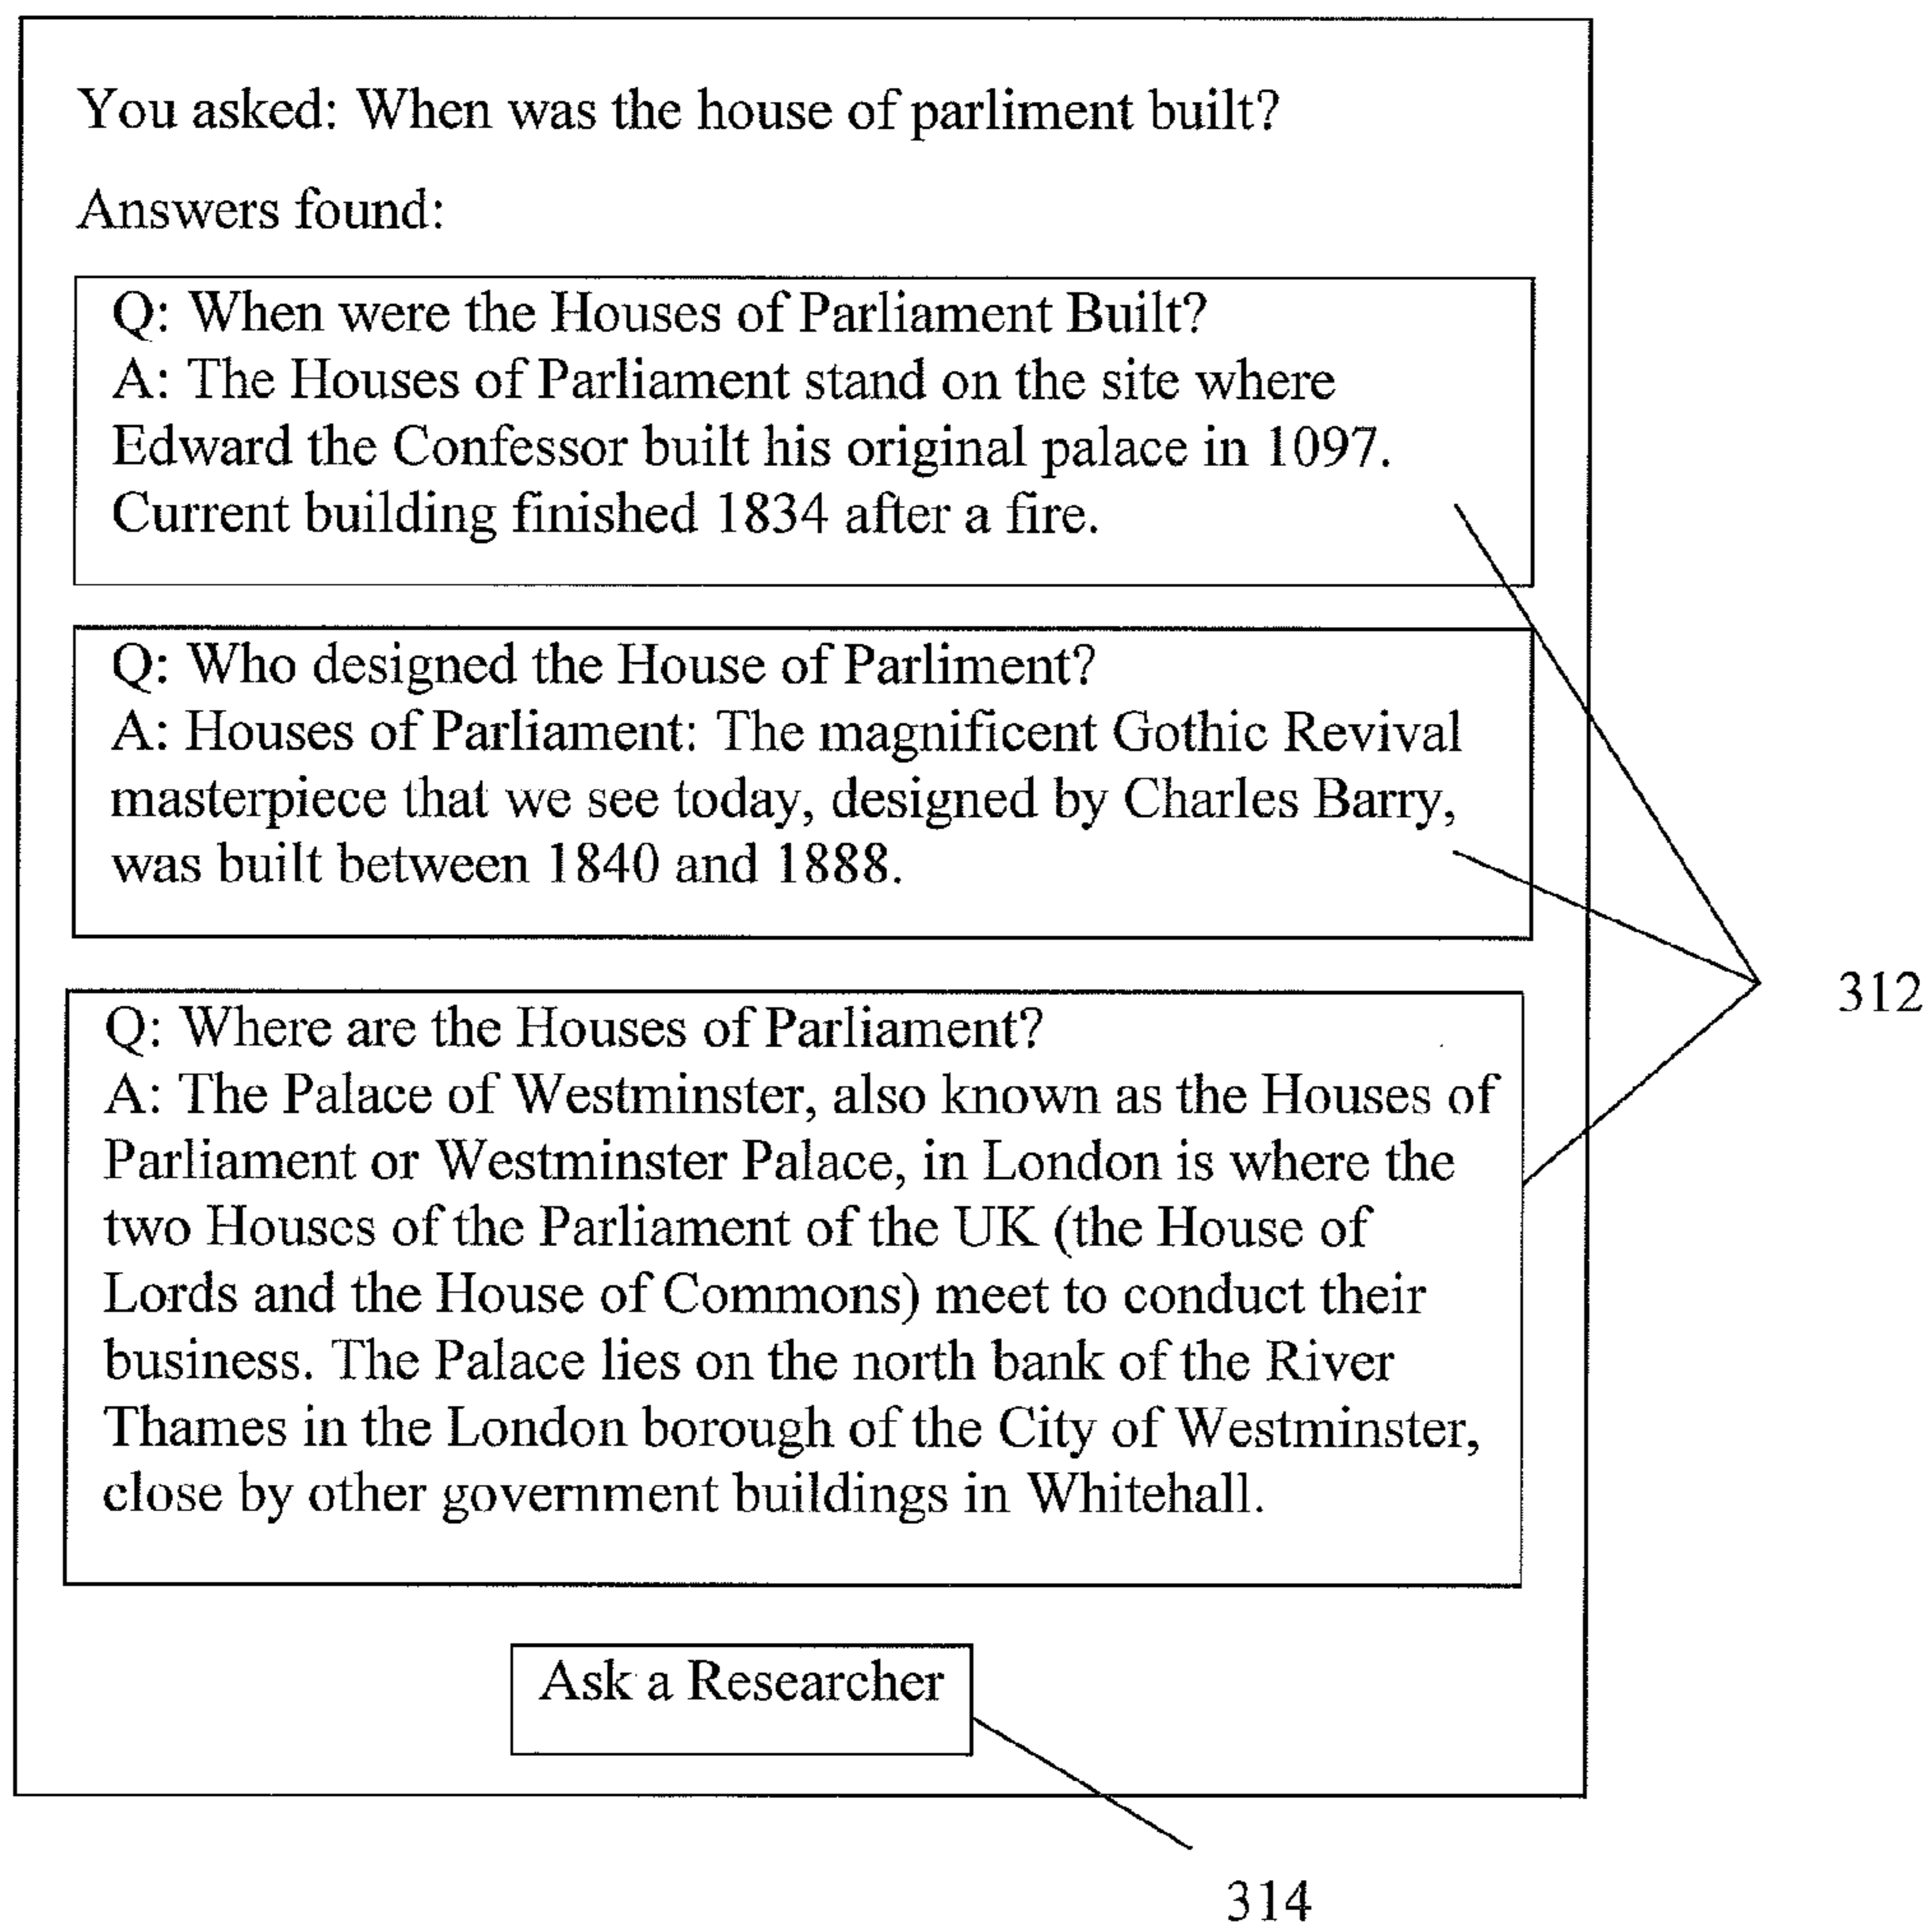 You asked: When was the house of parliment built?
Answers found:
Q: When were the Houses of Parliament Built?
A: The Houses of Parliament stand on the site where
Edward the Confessor built his original palace in 1097.
Current building finished 1834 after a fire.
Q: Who designed the House of Parliment?
A: Houses of Parliament: The magnificent Gothic Revival
masterpiece that we see today, designed by Charles Barry,
was built between 1840 and 1888.
312
Q: Where are the Houses of Parliament?
A: The Palace of Westminster, also known as the Houses of
Parliament or Westminster Palace, in London is where the
two Houses of the Parliament of the UK (the House of
Lords and the House of Commons) meet to conduct their
business. The Palace lies on the north bank of the River
Thames in the London borough of the City of Westminster,
close by other government buildings in Whitehall.
Ask a Researcher
314